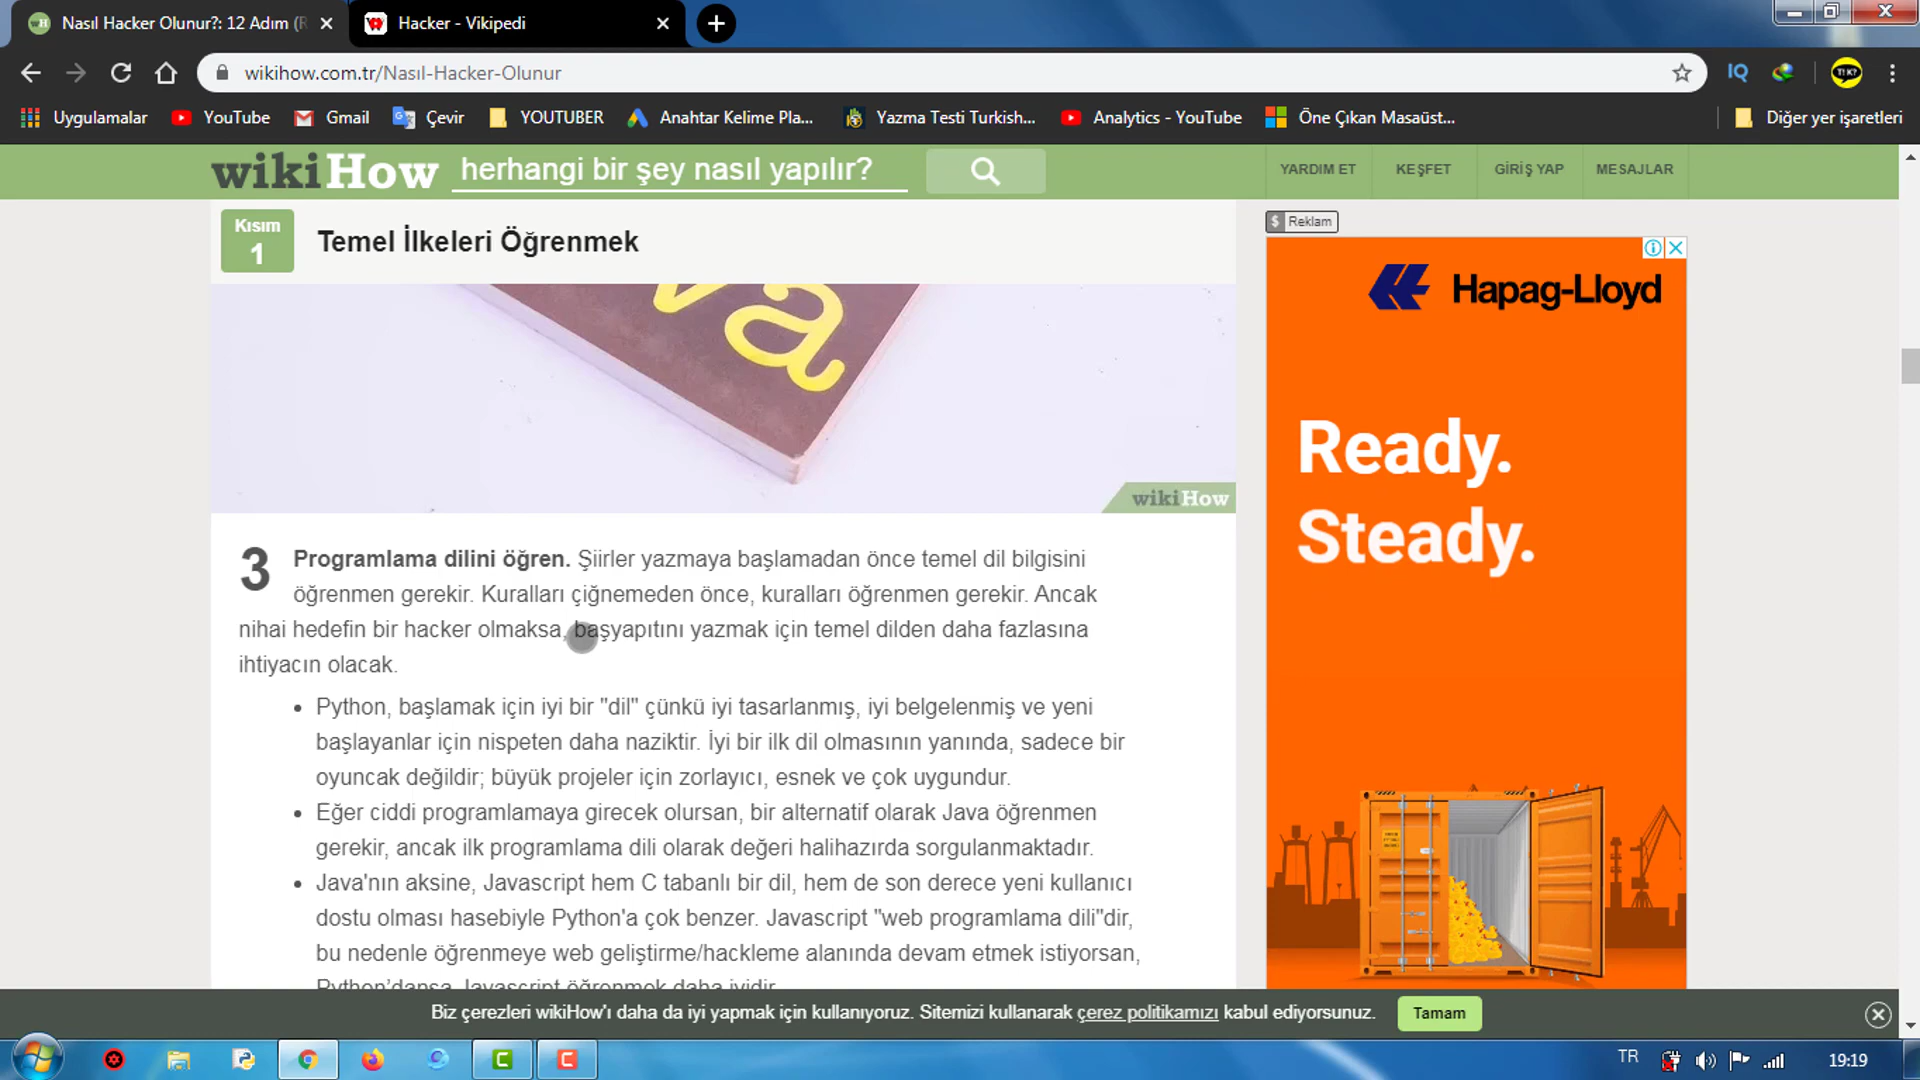 Nasıl Hacker Olunur?: 12 Adım (R
Hacker - Vikipedi
wikihow.com.tr/Nasıl-Hacker-Olunur
IQ
T! K?
Uygulamalar
YouTube
Gmail
Çevir
YOUTUBER
Anahtar Kelime Pla...
Yazma Testi Turkish...
Analytics - YouTube
Öne Çıkan Masaüst...
Diğer yer işaretleri
wikiHow
herhangi bir şey nasıl yapılır?
YARDIM ET
KEŞFET
GİRİŞ YAP
MESAJLAR
Kısım
1
Temel İlkeleri Öğrenmek
va
wikiHow
3
Programlama dilini öğren. Şiirler yazmaya başlamadan önce temel dil bilgisini
öğrenmen gerekir. Kuralları çiğnemeden önce, kuralları öğrenmen gerekir. Ancak
nihai hedefin bir hacker olmaksa, başyapıtını yazmak için temel dilden daha fazlasına
ihtiyacın olacak.
• Python, başlamak için iyi bir "dil" çünkü iyi tasarlanmış, iyi belgelenmiş ve yeni
başlayanlar için nispeten daha naziktir. İyi bir ilk dil olmasının yanında, sadece bir
oyuncak değildir; büyük projeler için zorlayıcı, esnek ve çok uygundur.
• Eğer ciddi programlamaya girecek olursan, bir alternatif olarak Java öğrenmen
gerekir, ancak ilk programlama dili olarak değeri halihazırda sorgulanmaktadır.
• Java'nın aksine, Javascript hem C tabanlı bir dil, hem de son derece yeni kullanıcı
dostu olması hasebiyle Python'a çok benzer. Javascript "web programlama dili"dir,
bu nedenle öğrenmeye web geliştirme/hackleme alanında devam etmek istiyorsan,
Python'dansa Javascript öğrenmek daha iyidir.
$ Reklam
Hapag-Lloyd
Ready.
Steady.
Biz çerezleri wikiHow'ı daha da iyi yapmak için kullanıyoruz. Sitemizi kullanarak çerez politikamızı kabul ediyorsunuz.
Tamam
TR
19:19